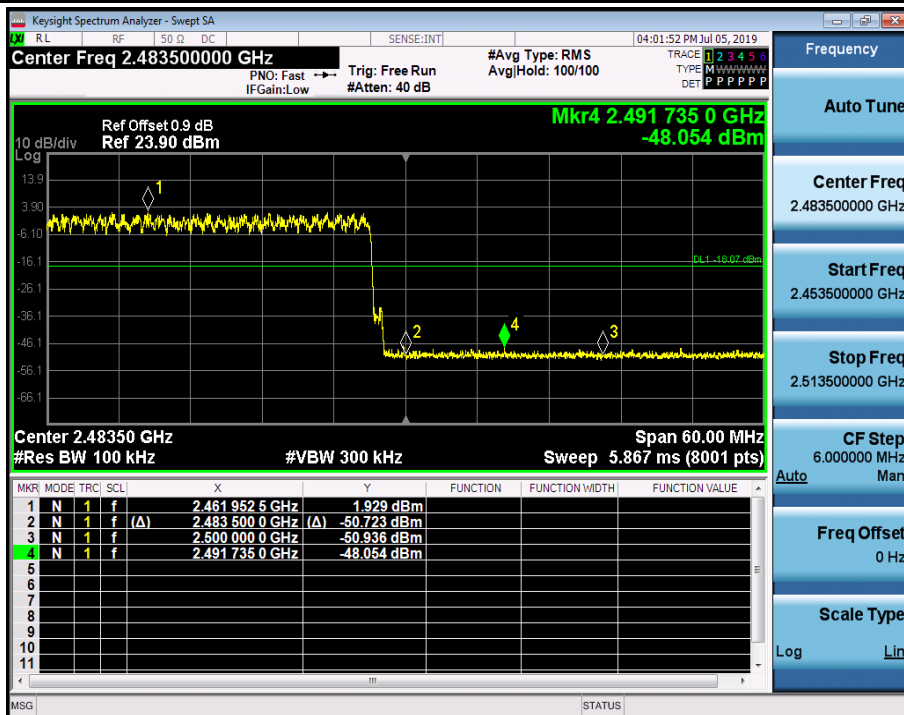 Keysight Spectrum Analyzer - Swept SA
LXI RL RF 50 Ω DC SENSE:INT 04:01:52 PM Jul 05, 2019
Center Freq 2.483500000 GHz
PNO: Fast
IFGain:Low
Trig: Free Run
#Atten: 40 dB
#Avg Type: RMS
Avg|Hold: 100/100
TRACE 1 2 3 4 5 6
TYPE M WWWWW
DET P P P P P P
Mkr4 2.491 735 0 GHz
-48.054 dBm
Ref Offset 0.9 dB
10 dB/div Ref 23.90 dBm
Log
13.9
3.90
-6.10
-16.1
-26.1
-36.1
-46.1
-56.1
-66.1
1
2
4
3
DL1 -18.07 dBm
Center 2.48350 GHz Span 60.00 MHz
#Res BW 100 kHz #VBW 300 kHz Sweep 5.867 ms (8001 pts)
MKR MODE TRC SCL X Y FUNCTION FUNCTION WIDTH FUNCTION VALUE
1 N 1 f 2.461 952 5 GHz 1.929 dBm
2 N 1 f (Δ) 2.483 500 0 GHz (Δ) -50.723 dBm
3 N 1 f 2.500 000 0 GHz -50.936 dBm
4 N 1 f 2.491 735 0 GHz -48.054 dBm
5
6
7
8
9
10
11
MSG STATUS
Frequency
Auto Tune
Center Freq
2.483500000 GHz
Start Freq
2.453500000 GHz
Stop Freq
2.513500000 GHz
CF Step
6.000000 MHz
Auto Man
Freq Offset
0 Hz
Scale Type
Log Lin